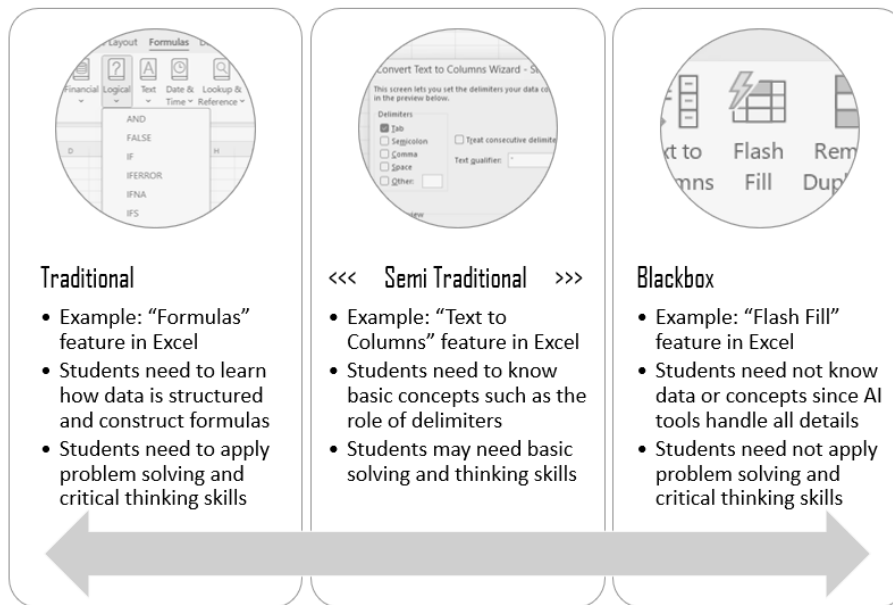 Layout Formulas
Financial Logical Text Date & Lookup &
Time Reference
AND
FALSE
IF
IFERROR
IFNA
IFS
D H
Convert Text to Columns Wizard - St
This screen lets you set the delimiters your data co
in the preview below.
Delimiters
Tab
Semicolon
Comma
Space
Other:
Treat consecutive delimite
Text qualifier: "
xt to Flash Rem
mns Fill Dup
Traditional
• Example: “Formulas”
feature in Excel
• Students need to learn
how data is structured
and construct formulas
• Students need to apply
problem solving and
critical thinking skills
<<< Semi Traditional >>>
• Example: “Text to
Columns” feature in Excel
• Students need to know
basic concepts such as the
role of delimiters
• Students may need basic
solving and thinking skills
Blackbox
• Example: “Flash Fill”
feature in Excel
• Students need not know
data or concepts since AI
tools handle all details
• Students need not apply
problem solving and
critical thinking skills